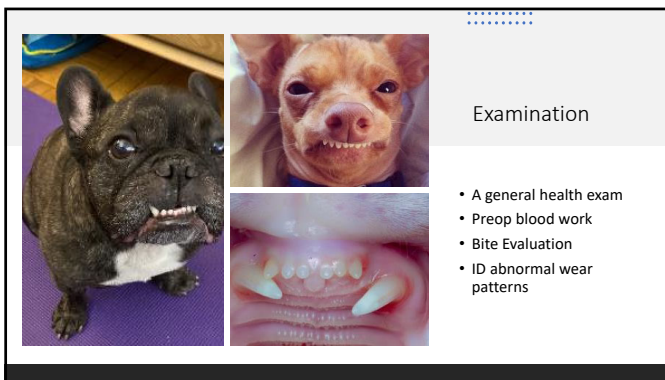 Examination
• A general health exam
• Preop blood work
• Bite Evaluation
• ID abnormal wear
patterns